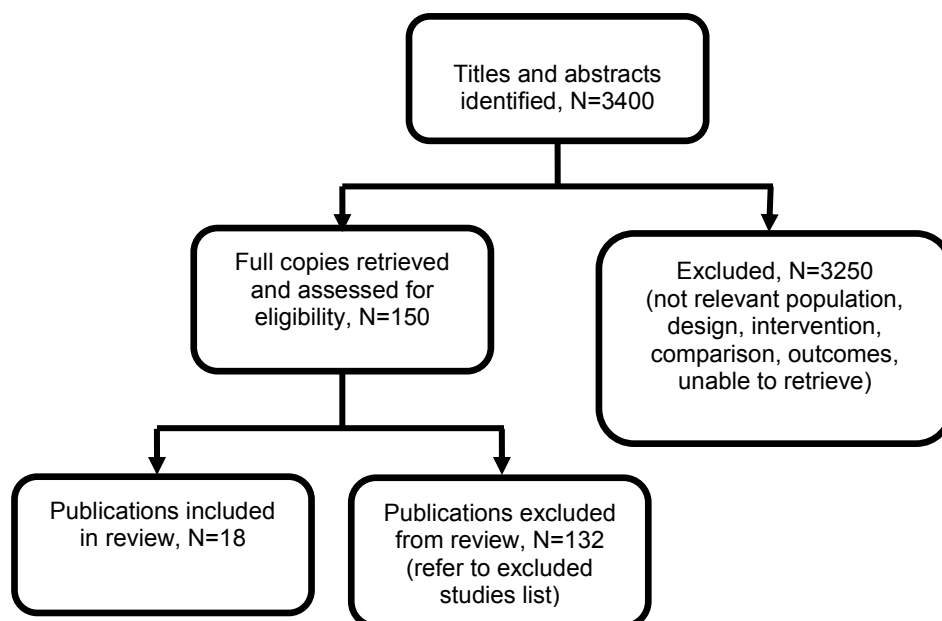 Titles and abstracts
identified, N=3400
Full copies retrieved
and assessed for
eligibility, N=150
Excluded, N=3250
(not relevant population,
design, intervention,
comparison, outcomes,
unable to retrieve)
Publications included
in review, N=18
Publications excluded
from review, N=132
(refer to excluded
studies list)